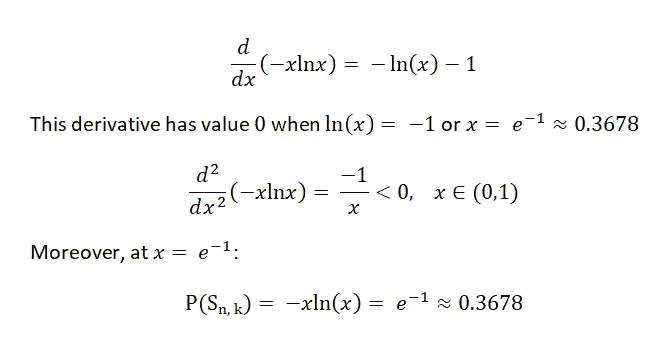 d/dx (−xlnx) = − ln(x) − 1
This derivative has value 0 when ln(x) = −1 or x = e⁻¹ ≈ 0.3678
d²/dx² (−xlnx) = −1/x < 0, x ∈ (0,1)
Moreover, at x = e⁻¹:
P(Sₙ,ₖ) = −xln(x) = e⁻¹ ≈ 0.3678